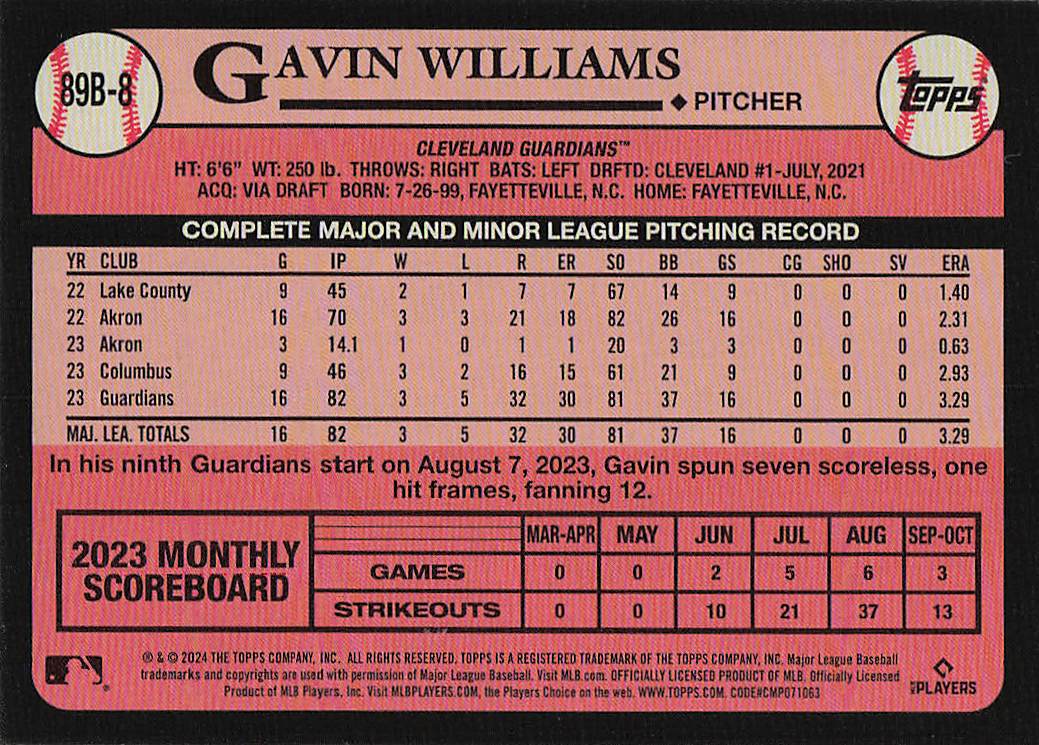 89B-8
GAVIN WILLIAMS
◆ PITCHER
TOPPS
CLEVELAND GUARDIANS™
HT: 6'6" WT: 250 lb. THROWS: RIGHT BATS: LEFT DRFTD: CLEVELAND #1-JULY, 2021
ACQ: VIA DRAFT BORN: 7-26-99, FAYETTEVILLE, N.C. HOME: FAYETTEVILLE, N.C.
COMPLETE MAJOR AND MINOR LEAGUE PITCHING RECORD
YR CLUB G IP W L R ER SO BB GS CG SHO SV ERA
22 Lake County 9 45 2 1 7 7 67 14 9 0 0 0 1.40
22 Akron 16 70 3 3 21 18 82 26 16 0 0 0 2.31
23 Akron 3 14.1 1 0 1 1 20 3 3 0 0 0 0.63
23 Columbus 9 46 3 2 16 15 61 21 9 0 0 0 2.93
23 Guardians 16 82 3 5 32 30 81 37 16 0 0 0 3.29
MAJ. LEA. TOTALS 16 82 3 5 32 30 81 37 16 0 0 0 3.29
In his ninth Guardians start on August 7, 2023, Gavin spun seven scoreless, one
hit frames, fanning 12.
2023 MONTHLY
SCOREBOARD
MAR-APR MAY JUN JUL AUG SEP-OCT
GAMES 0 0 2 5 6 3
STRIKEOUTS 0 0 10 21 37 13
® & © 2024 THE TOPPS COMPANY, INC. ALL RIGHTS RESERVED. TOPPS IS A REGISTERED TRADEMARK OF THE TOPPS COMPANY, INC. Major League Baseball
trademarks and copyrights are used with permission of Major League Baseball. Visit MLB.com. OFFICIALLY LICENSED PRODUCT OF MLB. Officially Licensed
Product of MLB Players, Inc. Visit MLBPLAYERS.COM, the Players Choice on the web. WWW.TOPPS.COM. CODE#CMP071063
®
MLB PLAYERS